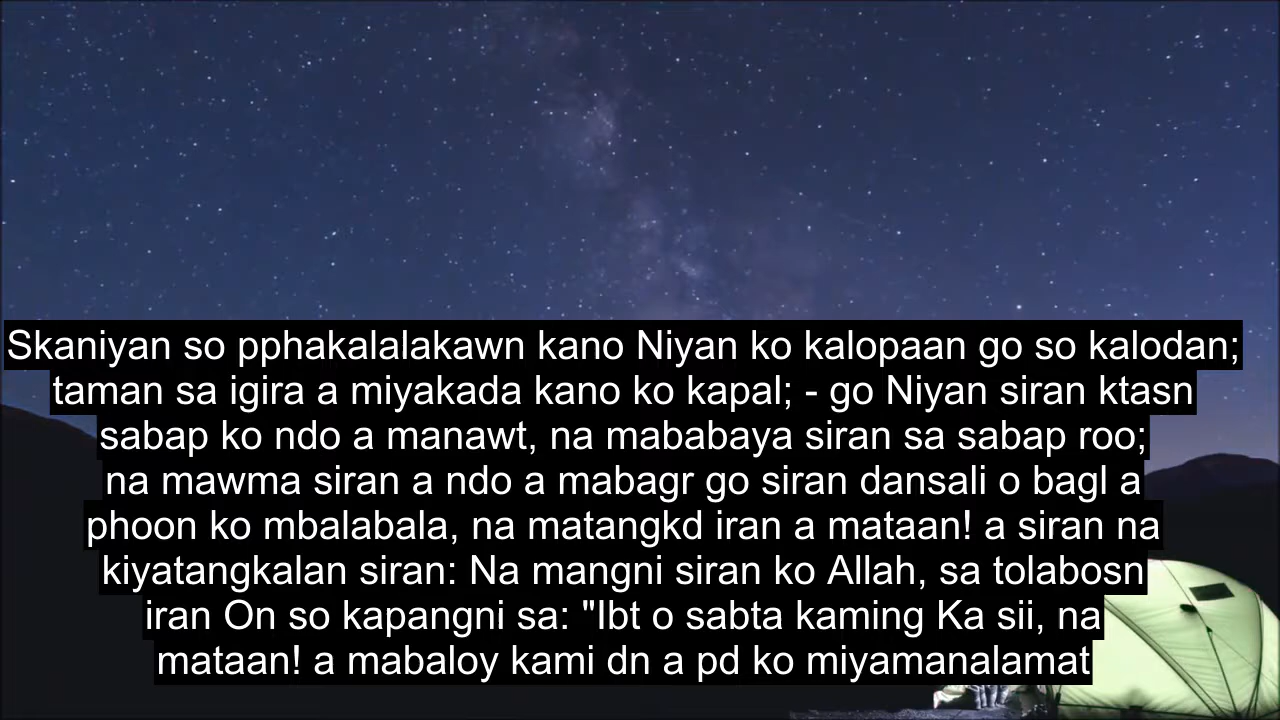 Skaniyan so pphakalalakawn kano Niyan ko kalopaan go so kalodan;
taman sa igira a miyakada kano ko kapal; - go Niyan siran ktasn
sabap ko ndo a manawt, na mababaya siran sa sabap roo;
na mawma siran a ndo a mabagr go siran dansali o bagl a
phoon ko mbalabala, na matangkd iran a mataan! a siran na
kiyatangkalan siran: Na mangni siran ko Allah, sa tolabosn
iran On so kapangni sa: "Ibt o sabta kaming Ka sii, na
mataan! a mabaloy kami dn a pd ko miyamanalamat